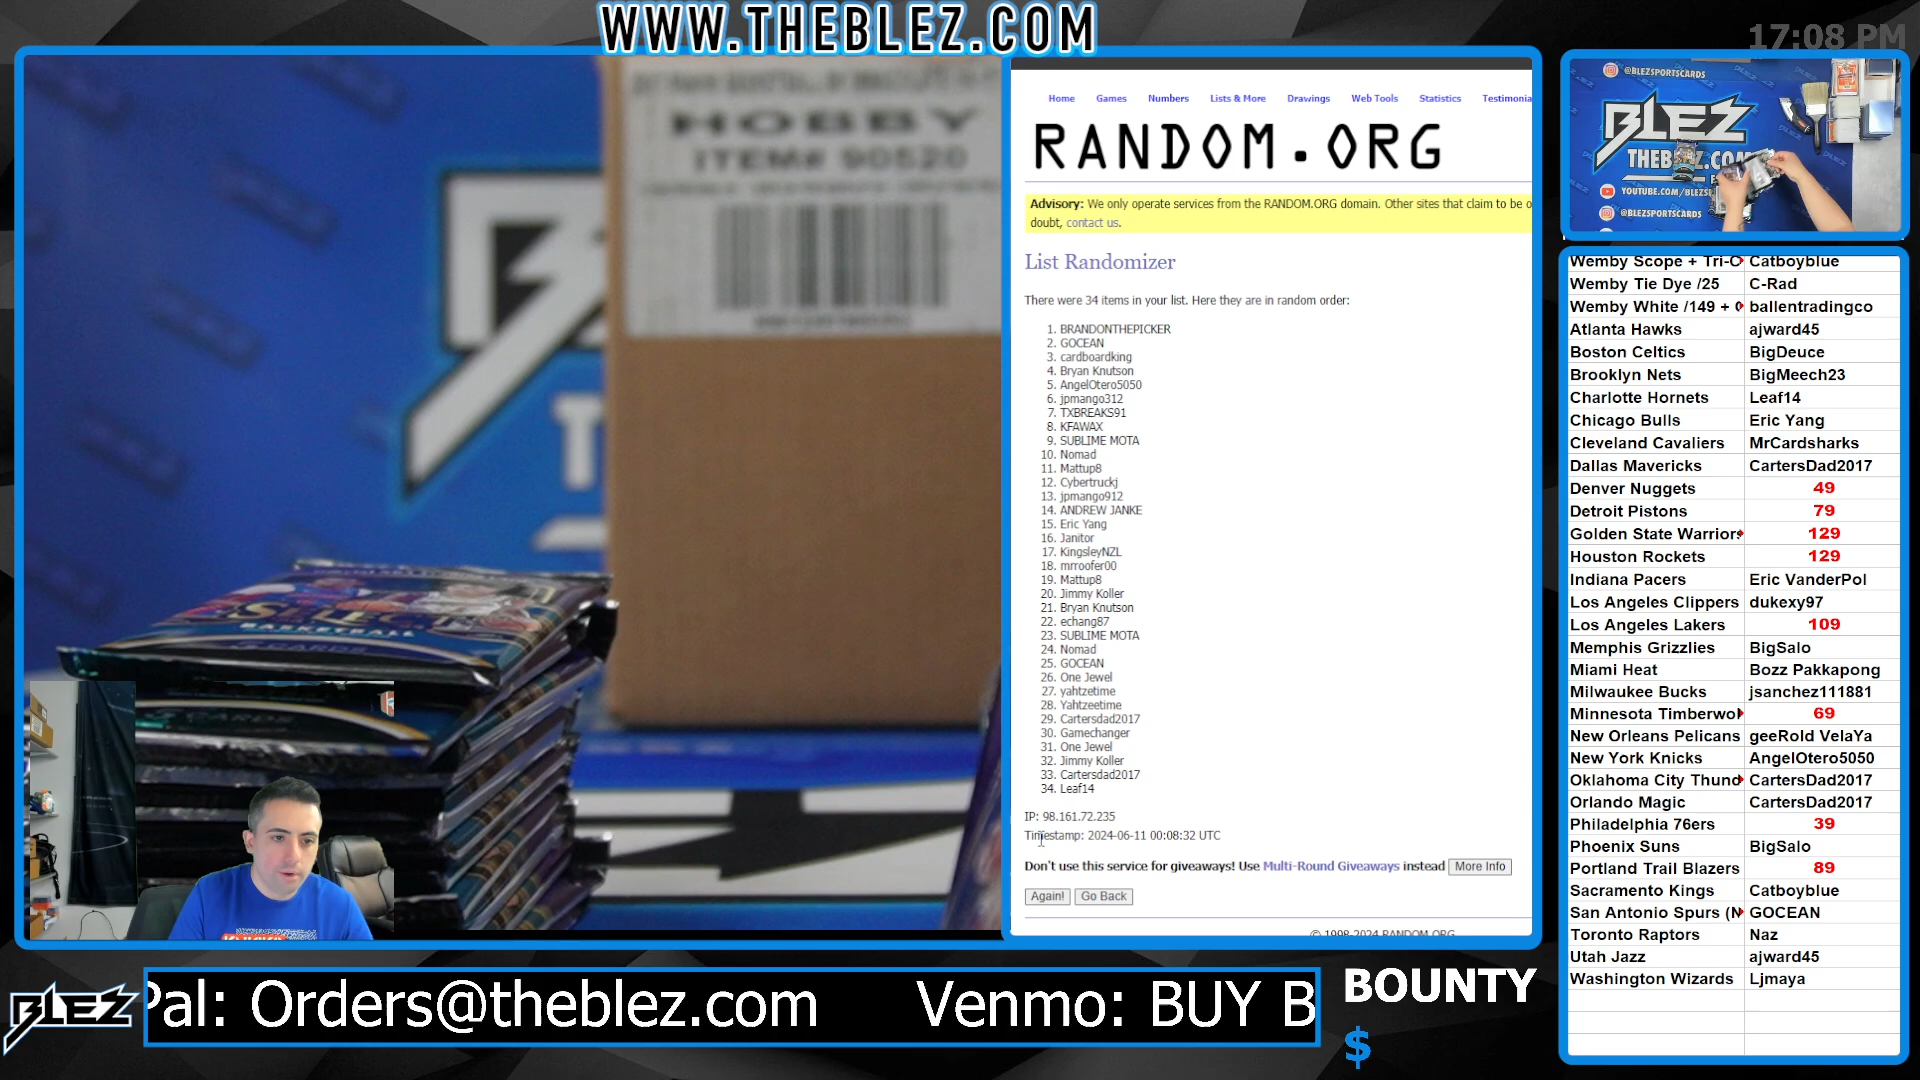 WWW.THEBLEZ.COM
17:08 PM
HOBBY
ITEM# 90520
SELECT
BASKETBALL
CARDS
Home Games Numbers Lists & More Drawings Web Tools Statistics Testimonia
RANDOM.ORG
Advisory: We only operate services from the RANDOM.ORG domain. Other sites that claim to be o
doubt, contact us.
List Randomizer
There were 34 items in your list. Here they are in random order:
1. BRANDONTHEPICKER
2. GOCEAN
3. cardboardking
4. Bryan Knutson
5. AngelOtero5050
6. jpmango312
7. TXBREAKS91
8. KFAWAX
9. SUBLIME MOTA
10. Nomad
11. Mattup8
12. Cybertruckj
13. jpmango912
14. ANDREW JANKE
15. Eric Yang
16. Janitor
17. KingsleyNZL
18. mrroofer00
19. Mattup8
20. Jimmy Koller
21. Bryan Knutson
22. echang87
23. SUBLIME MOTA
24. Nomad
25. GOCEAN
26. One Jewel
27. yahtzetime
28. Yahtzeetime
29. Cartersdad2017
30. Gamechanger
31. One Jewel
32. Jimmy Koller
33. Cartersdad2017
34. Leaf14
IP: 98.161.72.235
Timestamp: 2024-06-11 00:08:32 UTC
Don't use this service for giveaways! Use Multi-Round Giveaways instead More Info
Again! Go Back
© 1998-2024 RANDOM.ORG
@BLEZSPORTSCARDS
BLEZ
YOUTUBE.COM/BLEZS
@BLEZSPORTSCARDS
Wemby Scope + Tri-C Catboyblue
Wemby Tie Dye /25 C-Rad
Wemby White /149 + ballentradingco
Atlanta Hawks ajward45
Boston Celtics BigDeuce
Brooklyn Nets BigMeech23
Charlotte Hornets Leaf14
Chicago Bulls Eric Yang
Cleveland Cavaliers MrCardsharks
Dallas Mavericks CartersDad2017
Denver Nuggets 49
Detroit Pistons 79
Golden State Warriors 129
Houston Rockets 129
Indiana Pacers Eric VanderPol
Los Angeles Clippers dukexy97
Los Angeles Lakers 109
Memphis Grizzlies BigSalo
Miami Heat Bozz Pakkapong
Milwaukee Bucks jsanchez111881
Minnesota Timberwol 69
New Orleans Pelicans geeRold VelaYa
New York Knicks AngelOtero5050
Oklahoma City Thund CartersDad2017
Orlando Magic CartersDad2017
Philadelphia 76ers 39
Phoenix Suns BigSalo
Portland Trail Blazers 89
Sacramento Kings Catboyblue
San Antonio Spurs (N GOCEAN
Toronto Raptors Naz
Utah Jazz ajward45
Washington Wizards Ljmaya
BLEZ
Pal: Orders@theblez.com Venmo: BUY B
BOUNTY
$